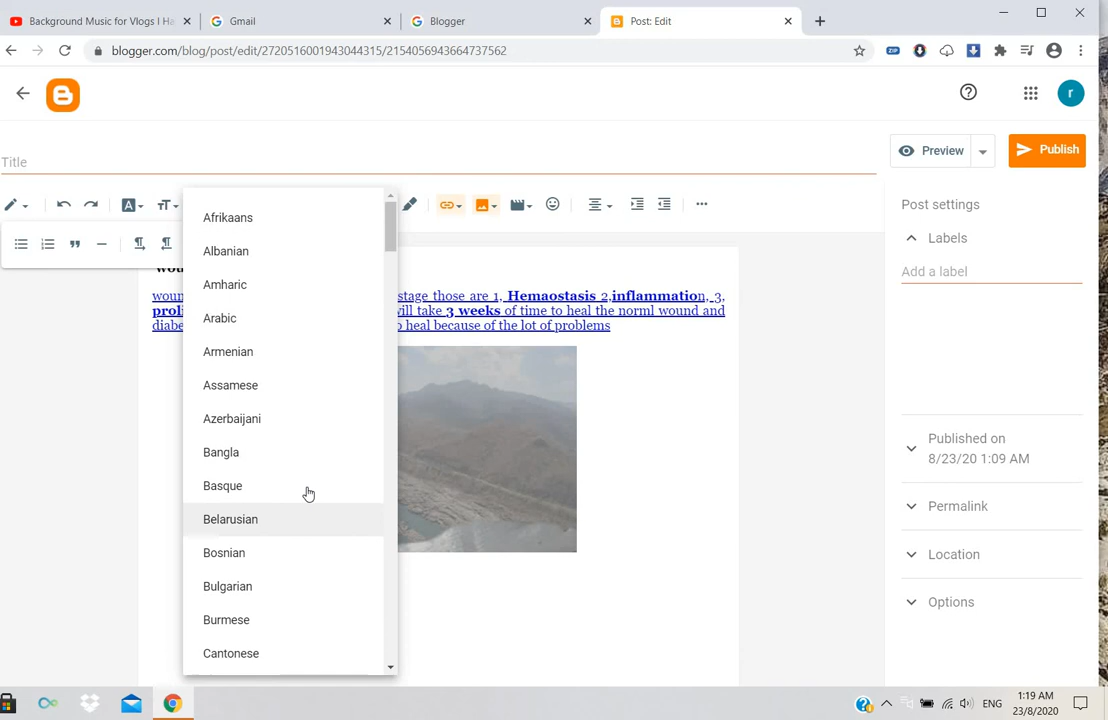 Background Music for Vlogs I Ha
Gmail
Blogger
Post: Edit
blogger.com/blog/post/edit/2720516001943044315/2154056943664737562
ZIP
r
Title
Preview
Publish
Post settings
Labels
Add a label
Published on
8/23/20 1:09 AM
Permalink
Location
Options
Afrikaans
Albanian
Amharic
Arabic
Armenian
Assamese
Azerbaijani
Bangla
Basque
Belarusian
Bosnian
Bulgarian
Burmese
Cantonese
stage those are 1, Hemaostasis 2,inflammation, 3,
will take 3 weeks of time to heal the norml wound and
diabe
to heal because of the lot of problems
ENG
1:19 AM
23/8/2020